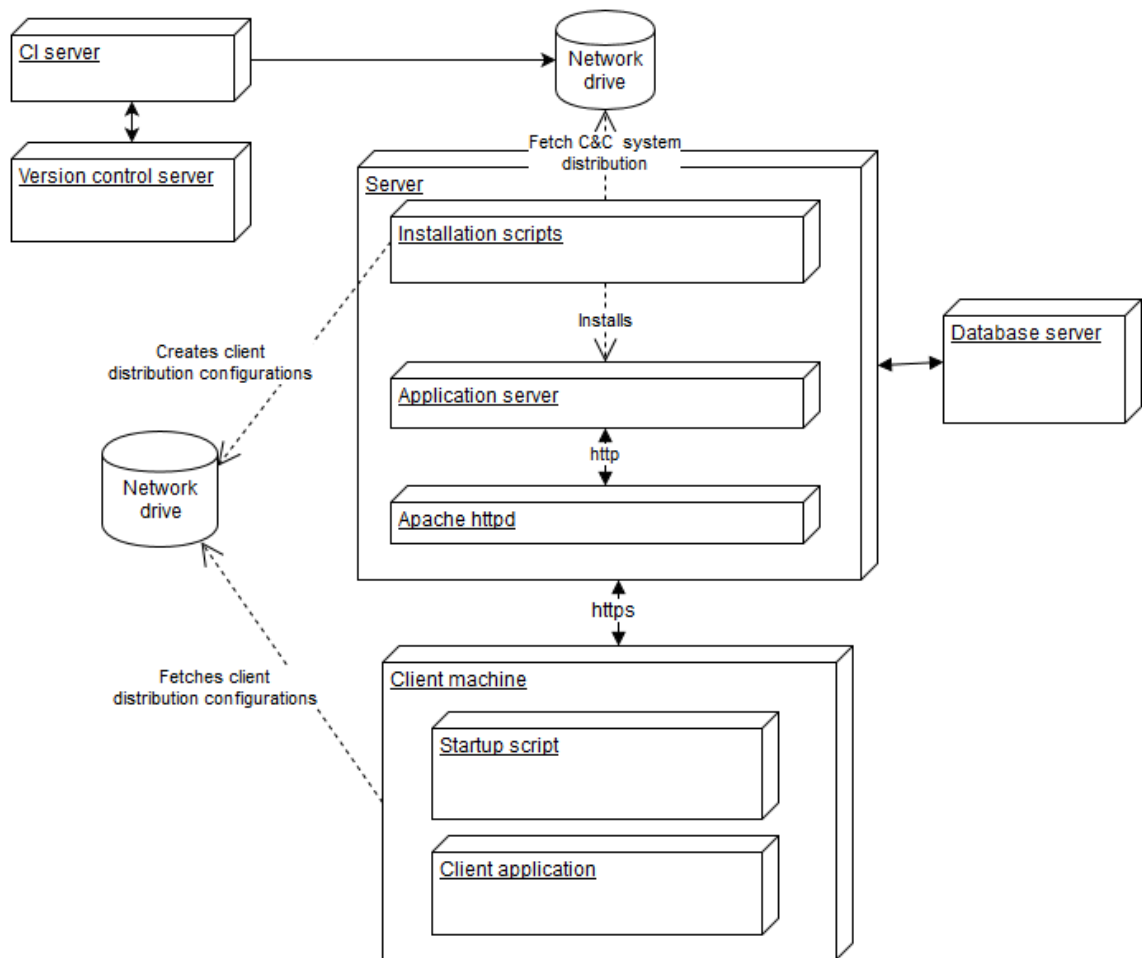 CI server
Network
drive
Version control server
Fetch C&C system
distribution
Server
Installation scripts
Installs
Database server
Creates client
distribution configurations
Application server
http
Network
drive
Apache httpd
https
Fetches client
distribution configurations
Client machine
Startup script
Client application